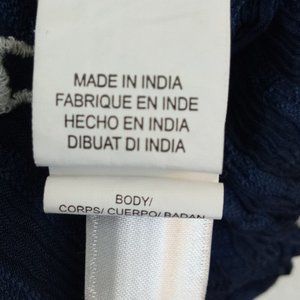 MADE IN INDIA
FABRIQUE EN INDE
HECHO EN INDIA
DIBUAT DI INDIA
BODY/
CORPS/ CUERPO/ BADAN